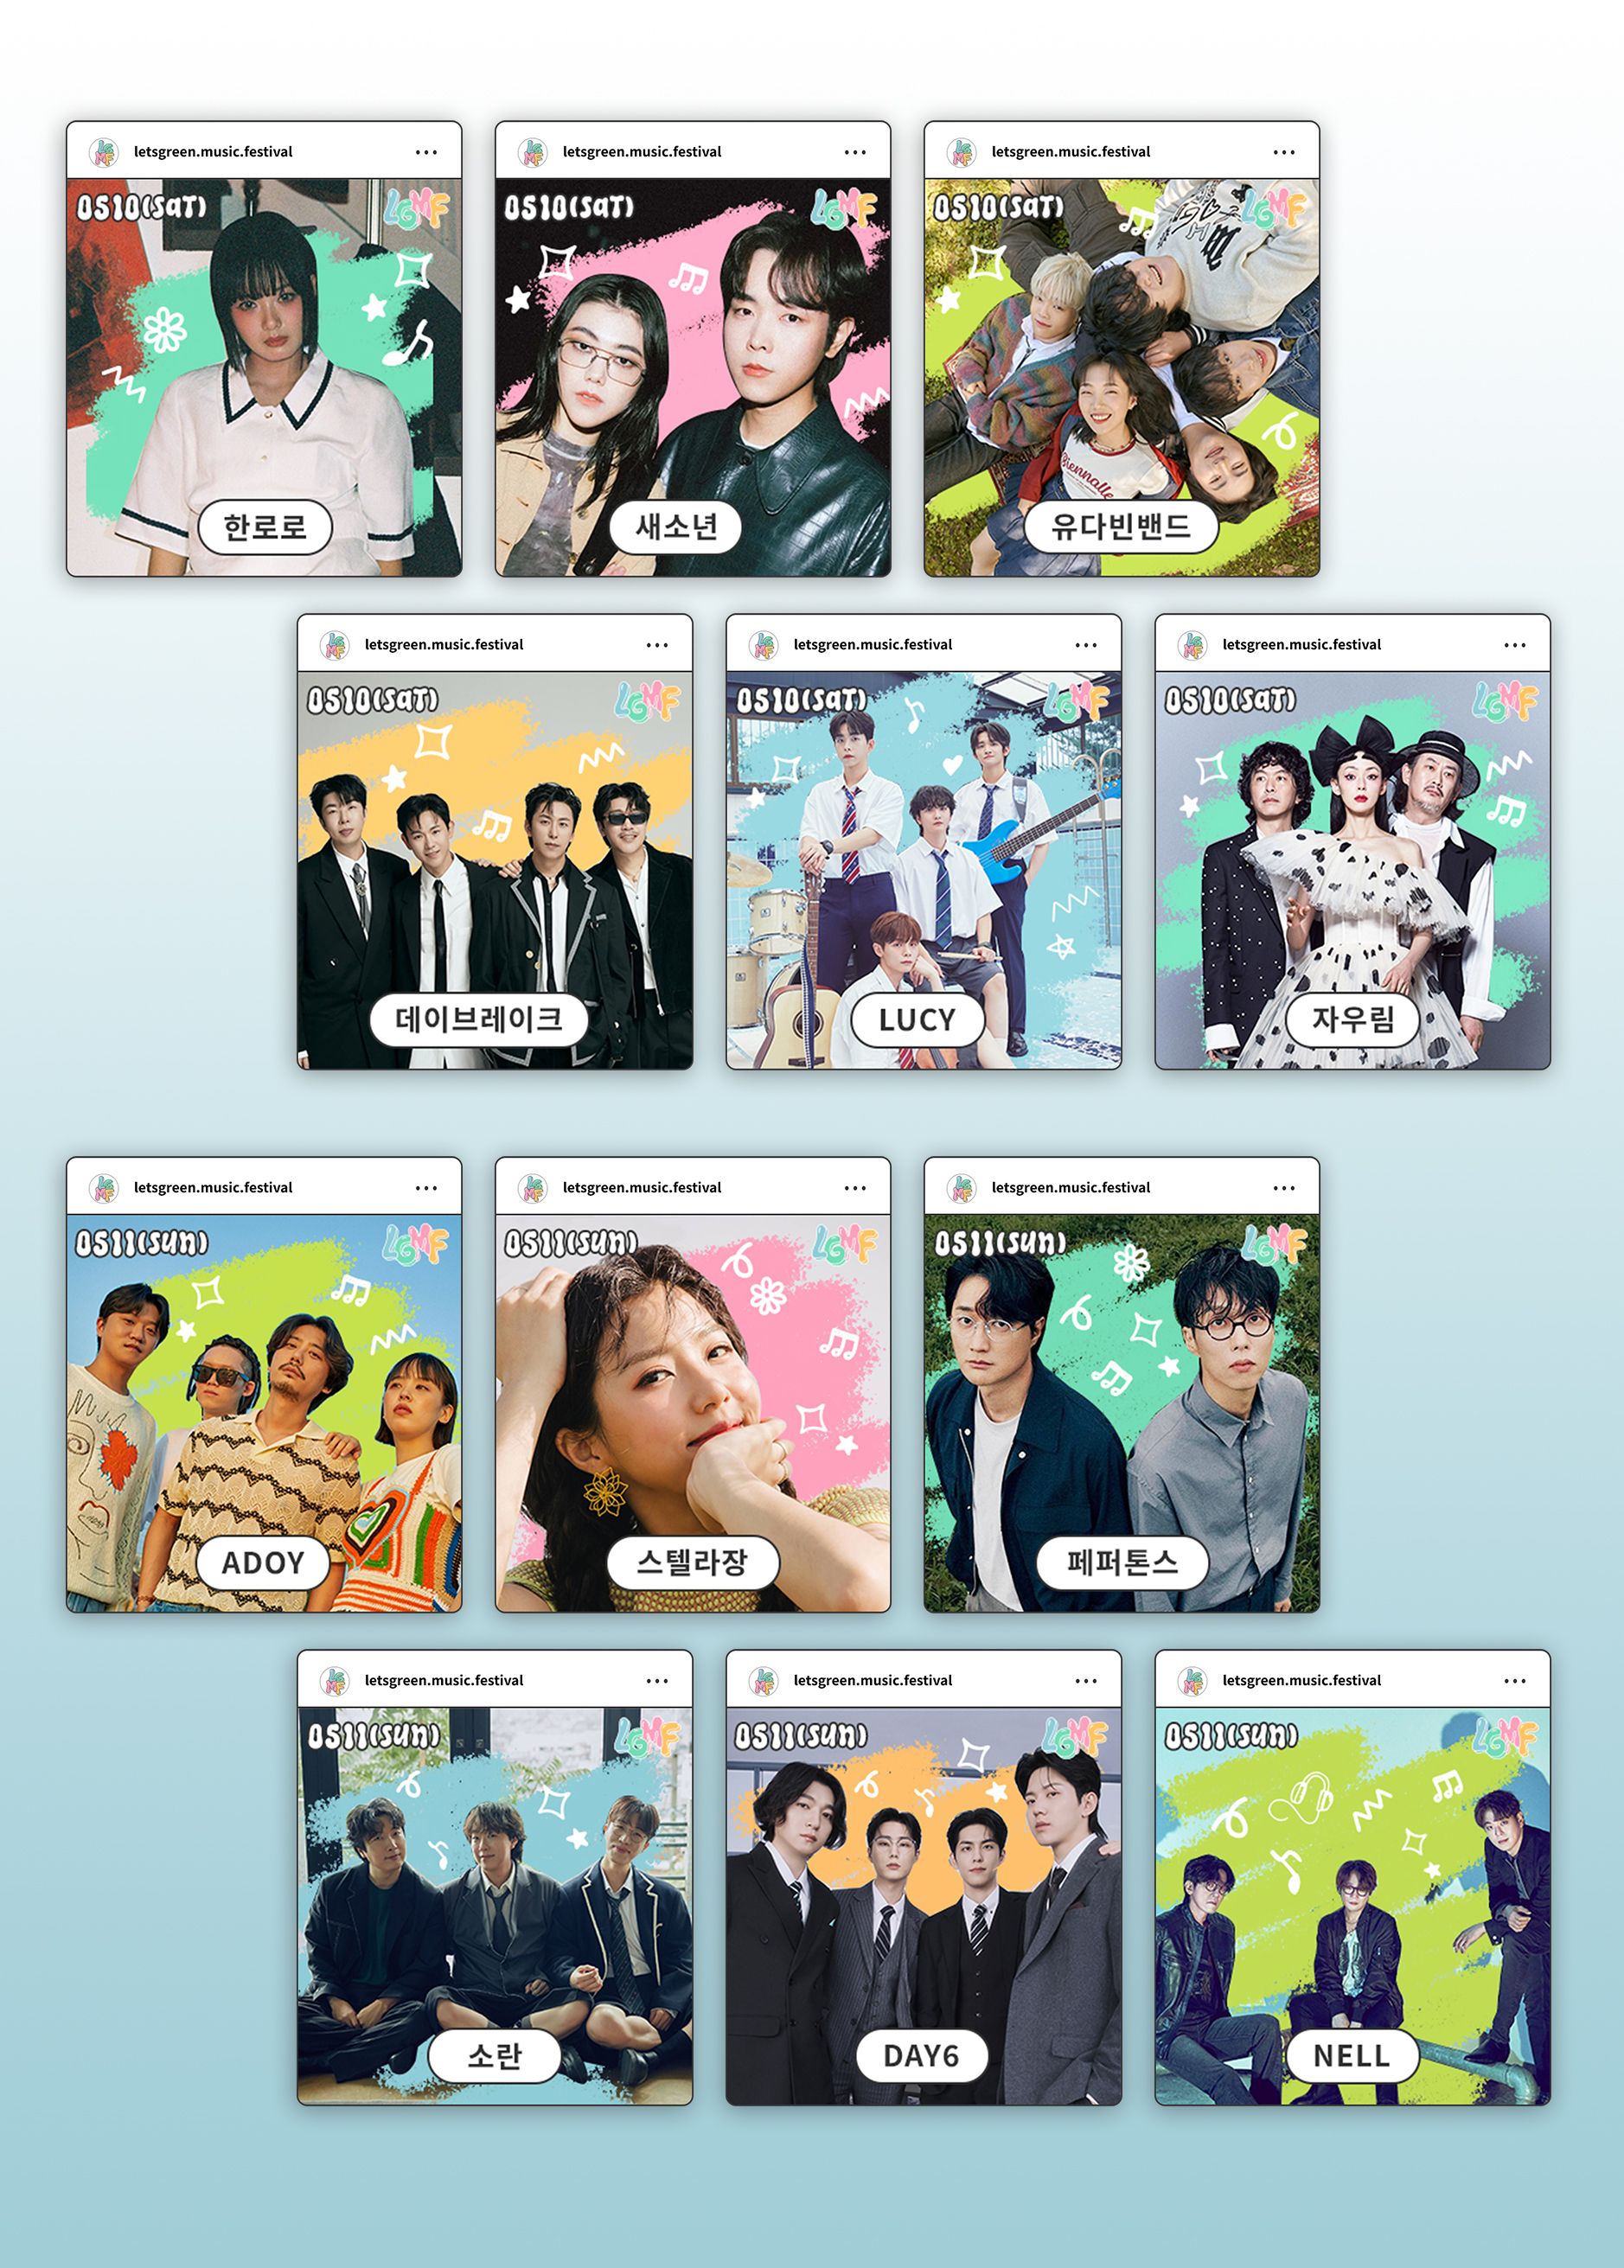 letsgreen.music.festival
0510(SaT)
LGMF
한로로
letsgreen.music.festival
0510(SaT)
LGMF
새소년
letsgreen.music.festival
0510(SaT)
LGMF
Biennalle
유다빈밴드
letsgreen.music.festival
0510(SaT)
LGMF
데이브레이크
letsgreen.music.festival
0510(SaT)
LGMF
LUCY
letsgreen.music.festival
0510(SaT)
LGMF
자우림
letsgreen.music.festival
0511(SUN)
LGMF
ADOY
letsgreen.music.festival
0511(SUN)
LGMF
스텔라장
letsgreen.music.festival
0511(SUN)
LGMF
페퍼톤스
letsgreen.music.festival
0511(SUN)
LGMF
소란
letsgreen.music.festival
0511(SUN)
LGMF
DAY6
letsgreen.music.festival
0511(SUN)
LGMF
NELL